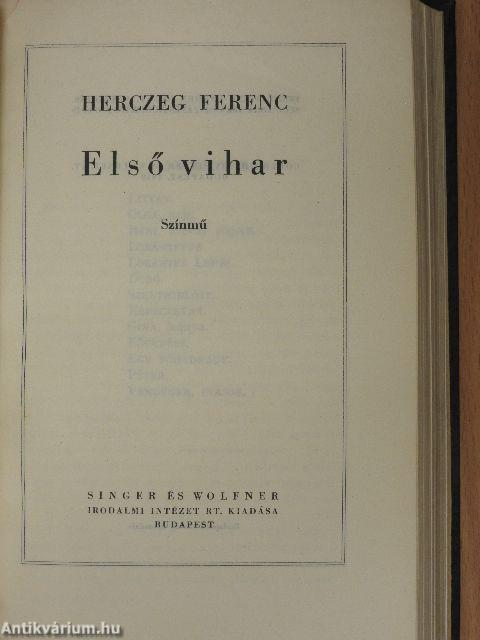 HERCZEG FERENC
Első vihar
Színmű
SINGER ÉS WOLFNER
IRODALMI INTÉZET RT. KIADÁSA
BUDAPEST
Antikvárium.hu